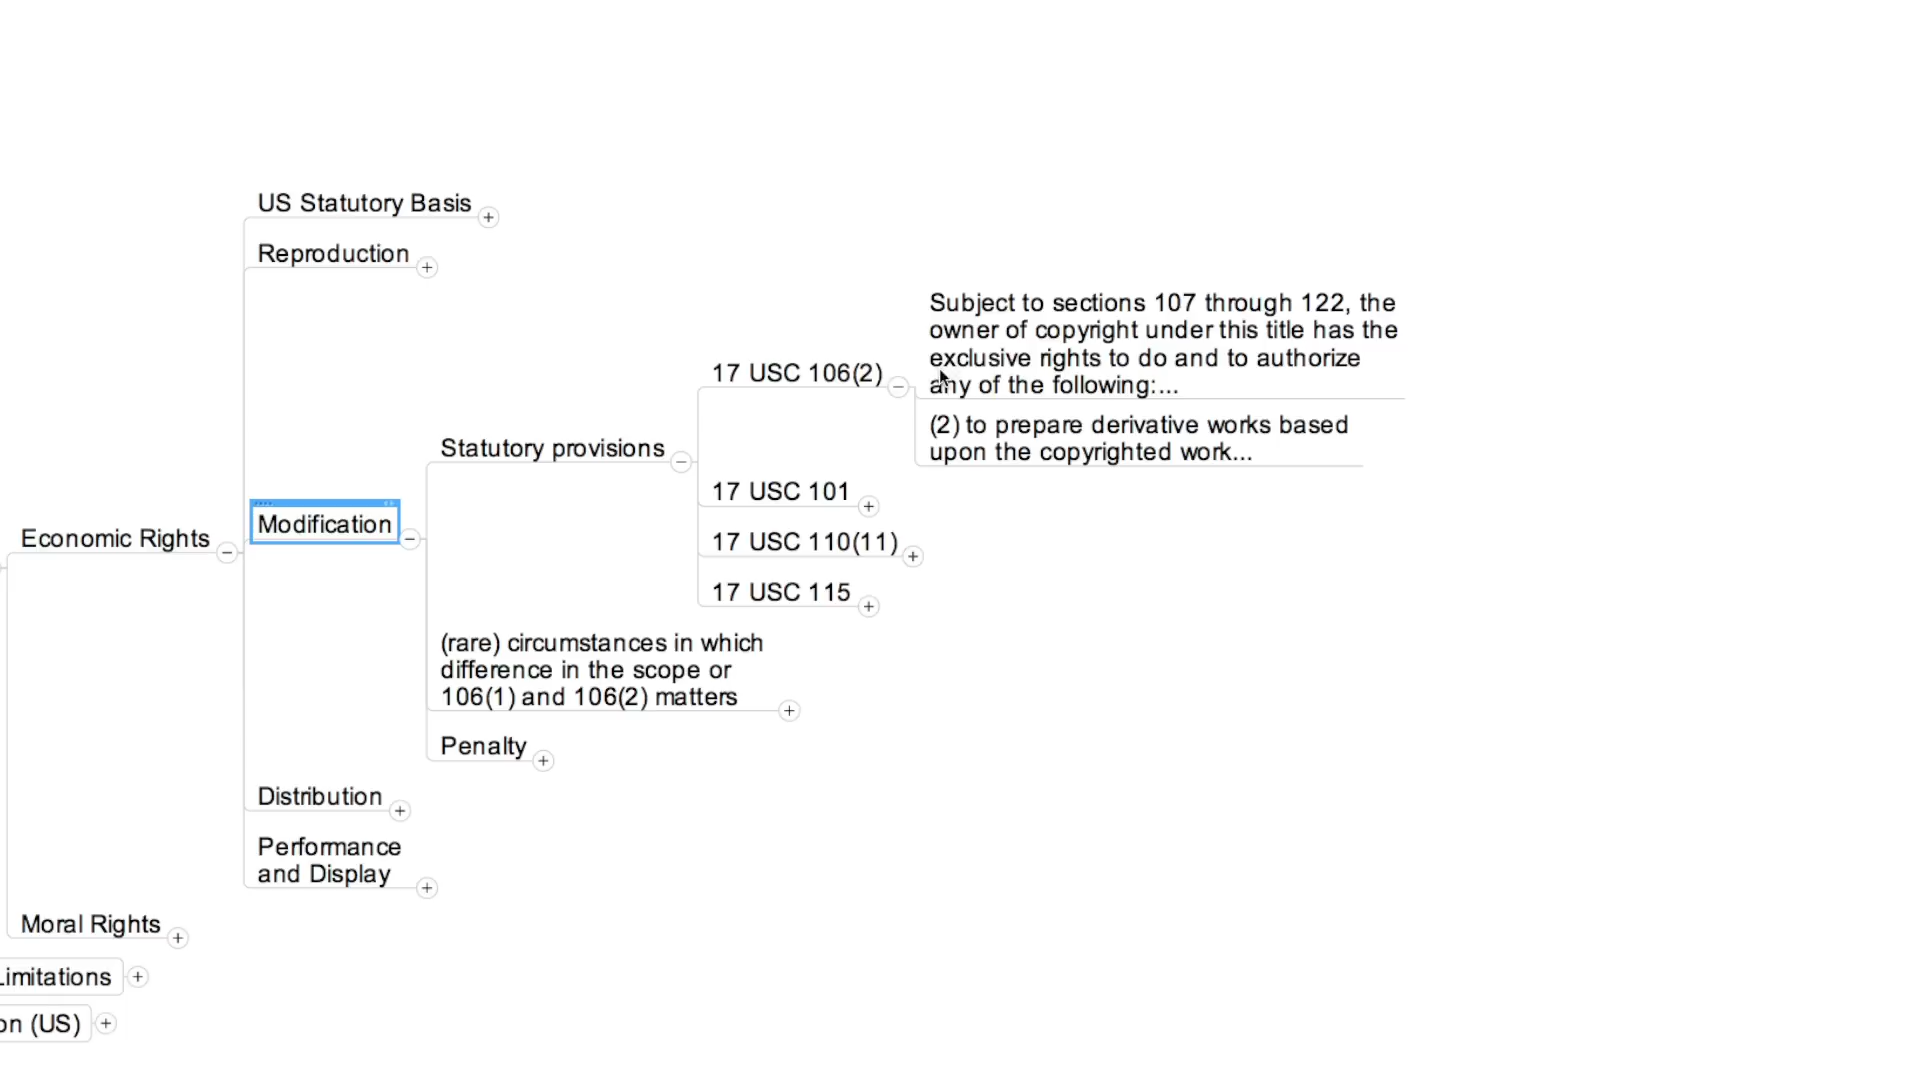 US Statutory Basis
Reproduction
Subject to sections 107 through 122, the
owner of copyright under this title has the
exclusive rights to do and to authorize
any of the following:...
17 USC 106(2)
(2) to prepare derivative works based
upon the copyrighted work...
Statutory provisions
17 USC 101
Modification
Economic Rights
17 USC 110(11)
17 USC 115
(rare) circumstances in which
difference in the scope or
106(1) and 106(2) matters
Penalty
Distribution
Performance
and Display
Moral Rights
Limitations
on (US)